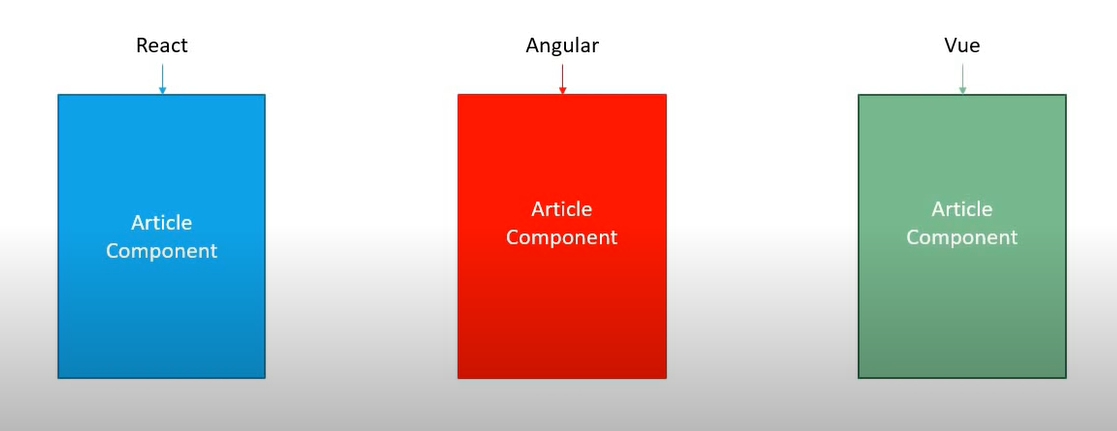 React
Angular
Vue
Article
Component
Article
Component
Article
Component